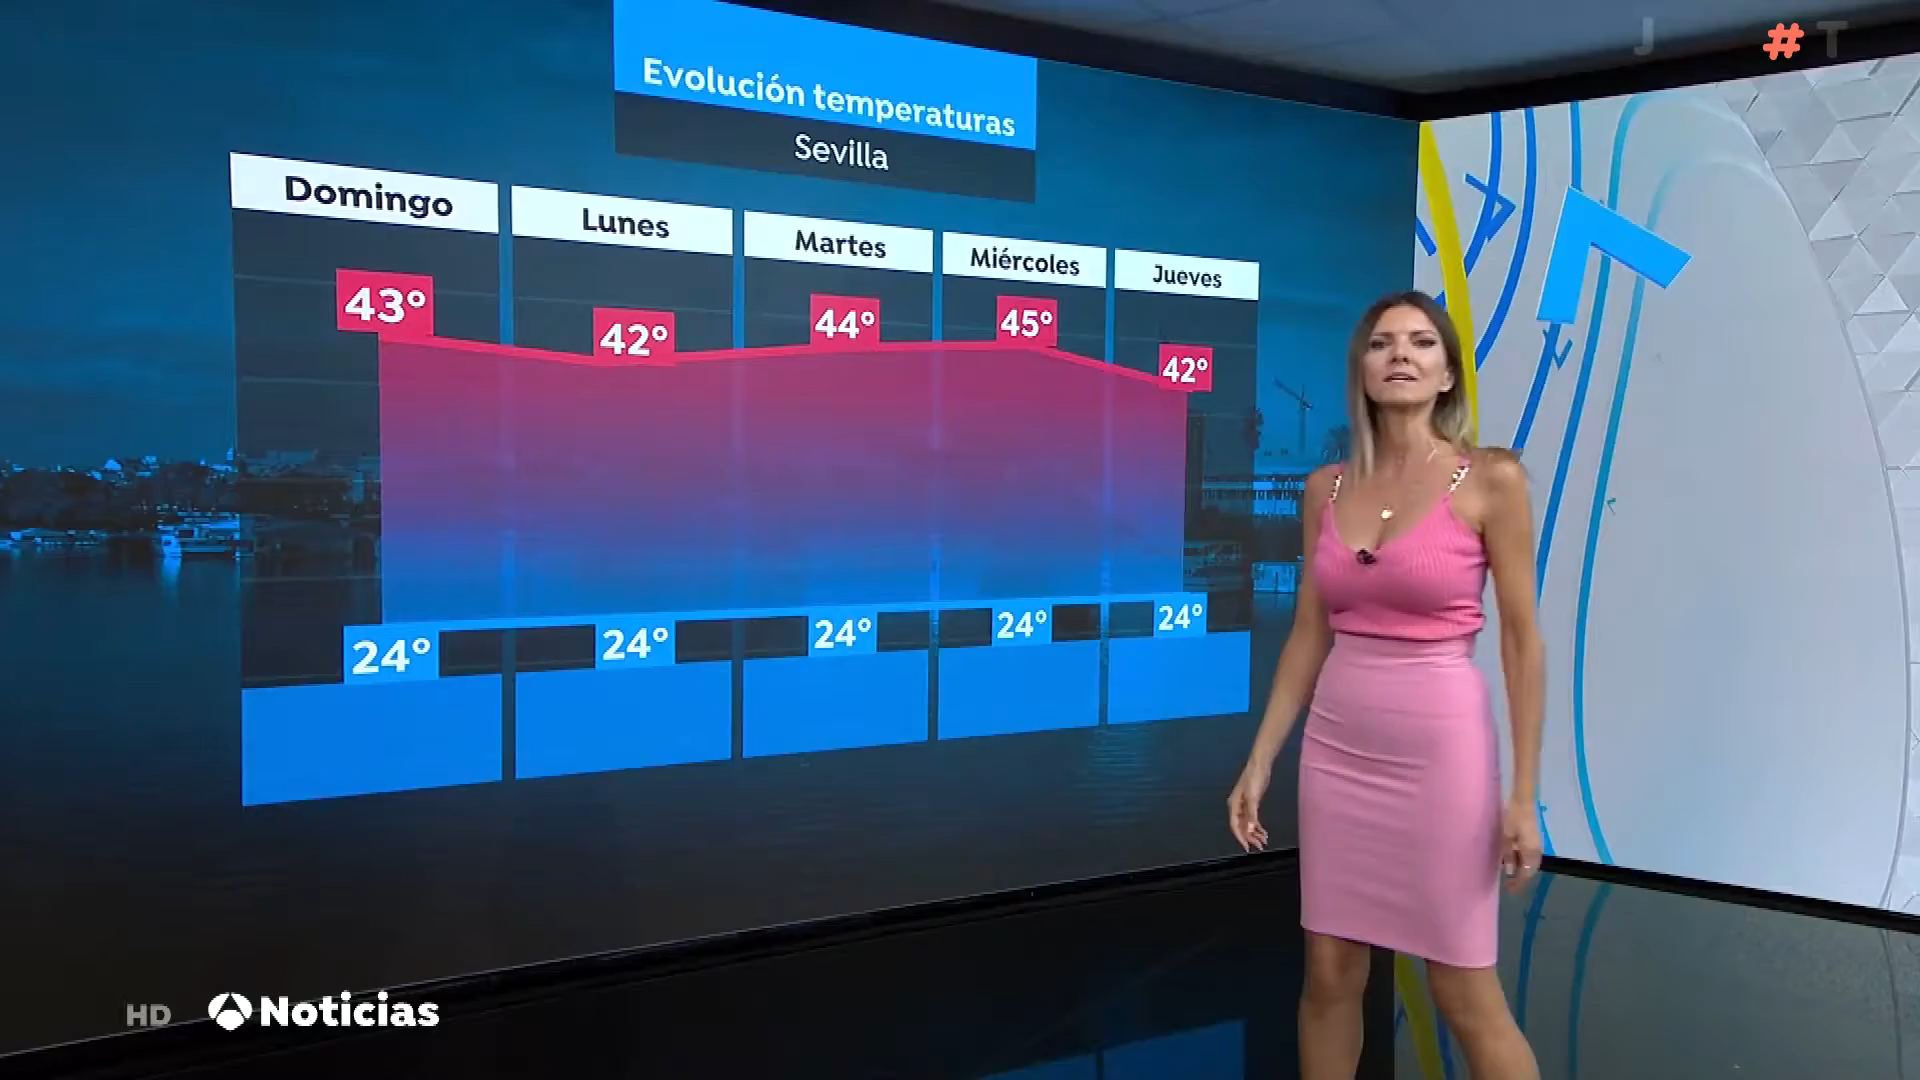 J # T
Evolución temperaturas
Sevilla
Domingo Lunes Martes Miércoles Jueves
43° 42° 44° 45° 42°
24° 24° 24° 24° 24°
HD Noticias